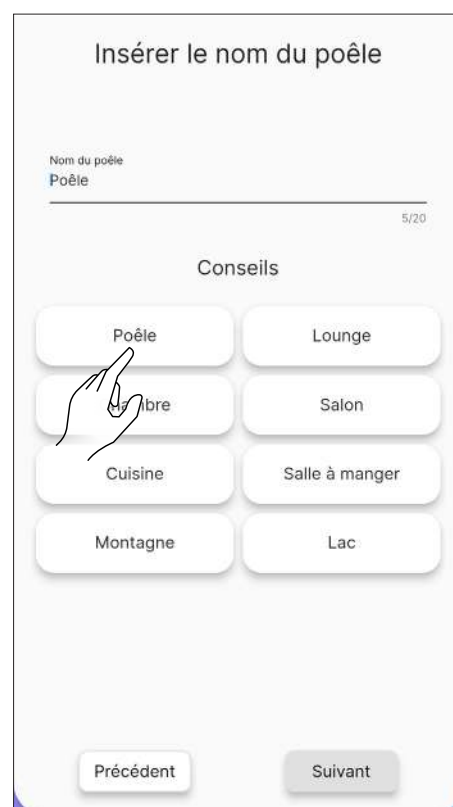 Insérer le nom du poêle
Nom du poêle
Poêle
5/20
Conseils
Poêle
Lounge
Salon
Cuisine
Salle à manger
Montagne
Lac
Précédent
Suivant